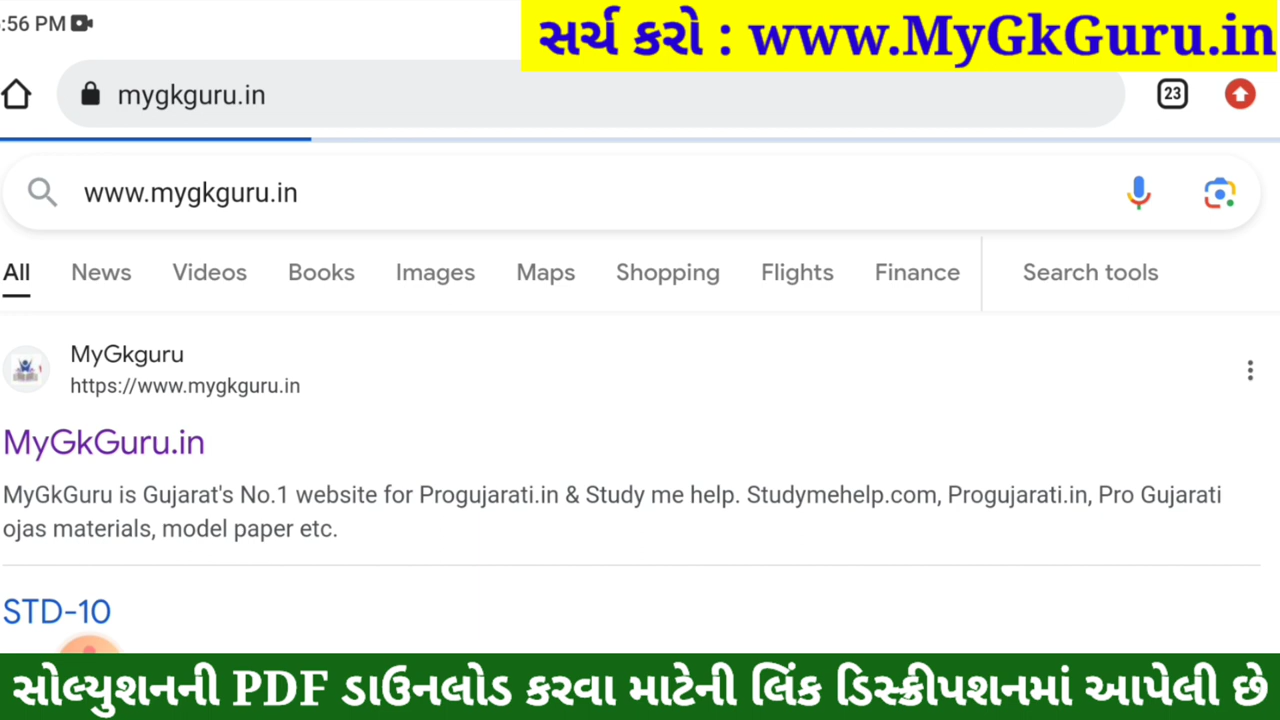 :56 PM
સર્ચ કરો : www.MyGkGuru.in
mygkguru.in
23
www.mygkguru.in
All News Videos Books Images Maps Shopping Flights Finance Search tools
MyGkguru
https://www.mygkguru.in
MyGkGuru.in
MyGkGuru is Gujarat's No.1 website for Progujarati.in & Study me help. Studymehelp.com, Progujarati.in, Pro Gujarati
ojas materials, model paper etc.
STD-10
સોલ્યુશનની PDF ડાઉનલોડ કરવા માટેની લિંક ડિસ્ક્રીપશનમાં આપેલી છે